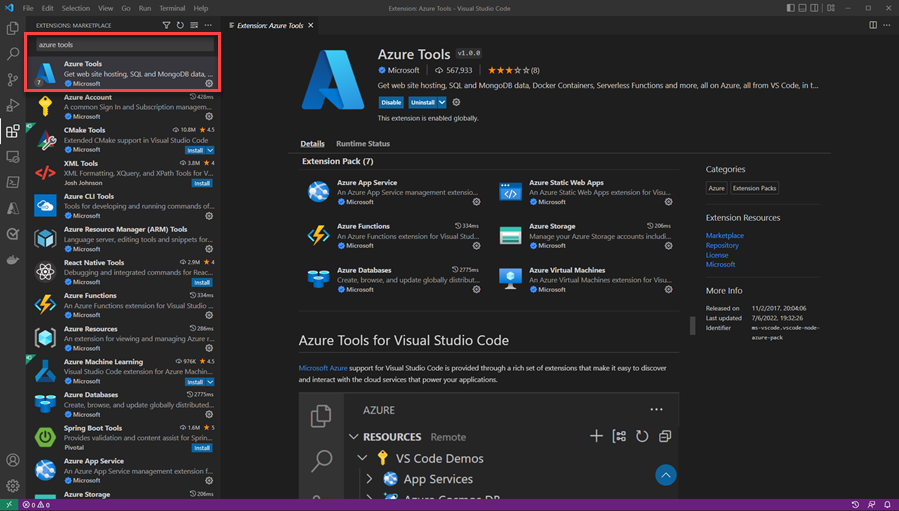 File Edit Selection View Go Run Terminal Help
Extension: Azure Tools - Visual Studio Code
EXTENSIONS: MARKETPLACE
azure tools
Azure Tools
Get web site hosting, SQL and MongoDB data, ...
Microsoft
7
Azure Account 428ms
A common Sign In and Subscription managem...
Microsoft
CMake Tools 10.8M 4.5
Extended CMake support in Visual Studio Code
Microsoft Install
XML Tools 3.8M 4
XML Formatting, XQuery, and XPath Tools for V...
Josh Johnson Install
Azure CLI Tools
Tools for developing and running commands of...
Microsoft
Azure Resource Manager (ARM) Tools
Language server, editing tools and snippets for...
Microsoft
React Native Tools 2.9M 4
Debugging and integrated commands for Reac...
Microsoft Install
Azure Functions 334ms
An Azure Functions extension for Visual Studio ...
Microsoft
Azure Resources 286ms
An extension for viewing and managing Azure r...
Microsoft
Azure Machine Learning 976K 4.5
Visual Studio Code extension for Azure Machin...
Microsoft Install
Azure Databases 2775ms
Create, browse, and update globally distributed...
Microsoft
Spring Boot Tools 1.6M 5
Provides validation and content assist for Sprin...
Pivotal Install
Azure App Service
An Azure App Service management extension f...
Microsoft
Azure Storage 206ms
Extension: Azure Tools
Azure Tools v1.0.0
Microsoft 567,933 (8)
Get web site hosting, SQL and MongoDB data, Docker Containers, Serverless Functions and more, all on Azure, all from VS Code, in t...
Disable Uninstall
This extension is enabled globally.
Details Runtime Status
Extension Pack (7)
Azure App Service
An Azure App Service management extensio...
Microsoft
Azure Static Web Apps
An Azure Static Web Apps extension for Visu...
Microsoft
Azure Functions 334ms
An Azure Functions extension for Visual Stud...
Microsoft
Azure Storage 206ms
Manage your Azure Storage accounts includi...
Microsoft
Azure Databases 2775ms
Create, browse, and update globally distribut...
Microsoft
Azure Virtual Machines
An Azure Virtual Machines extension for Visu...
Microsoft
Categories
Azure Extension Packs
Extension Resources
Marketplace
Repository
License
Microsoft
More Info
Released on 11/2/2017, 20:04:06
Last updated 7/6/2022, 19:32:26
Identifier ms-vscode.vscode-node-
azure-pack
Azure Tools for Visual Studio Code
Microsoft Azure support for Visual Studio Code is provided through a rich set of extensions that make it easy to discover
and interact with the cloud services that power your applications.
AZURE
RESOURCES Remote
VS Code Demos
App Services
Azure Cosmos DB
0 0